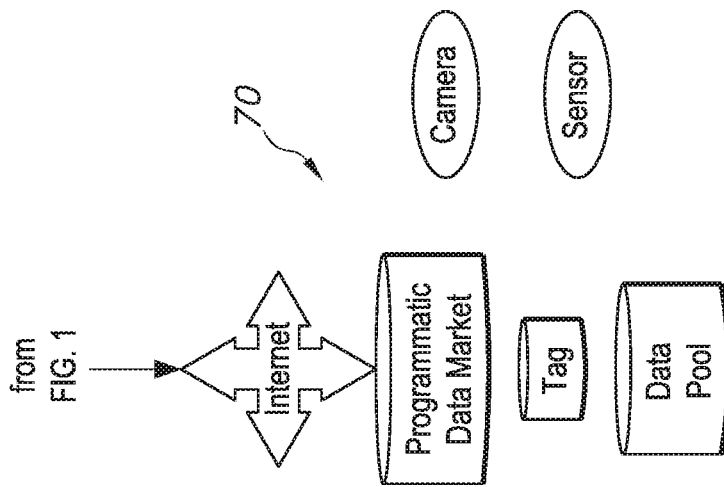 from
FIG. 1
70
Internet
Programmatic
Data Market
Camera
Tag
Sensor
Data
Pool